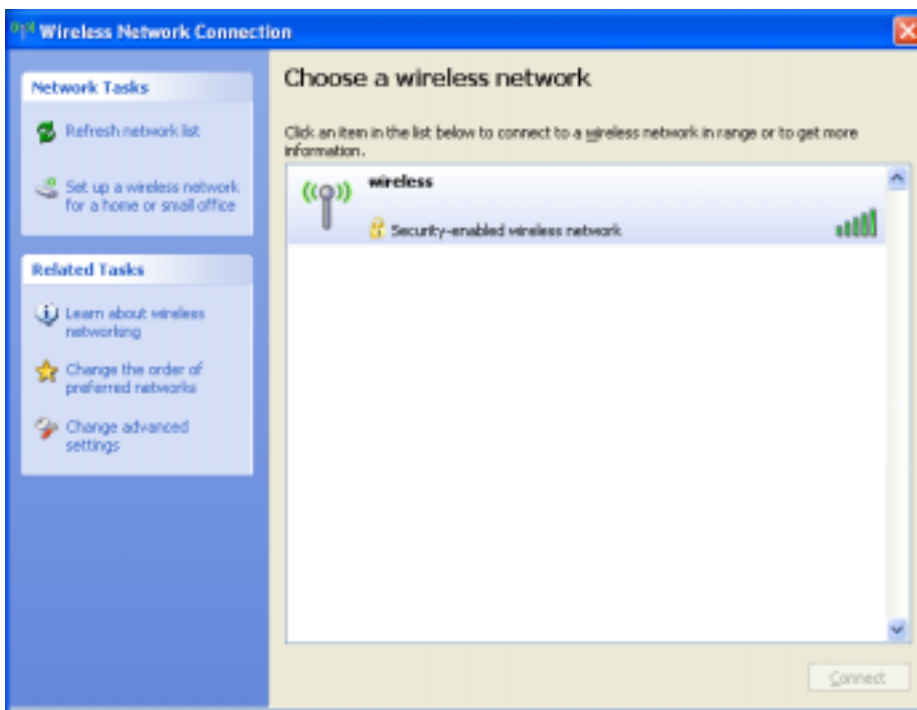 Wireless Network Connection
Network Tasks
Refresh network list
Set up a wireless network
for a home or small office
Related Tasks
Learn about wireless
networking
Change the order of
preferred networks
Change advanced
settings
Choose a wireless network
Click an item in the list below to connect to a wireless network in range or to get more
information.
wireless
Security-enabled wireless network
Connect